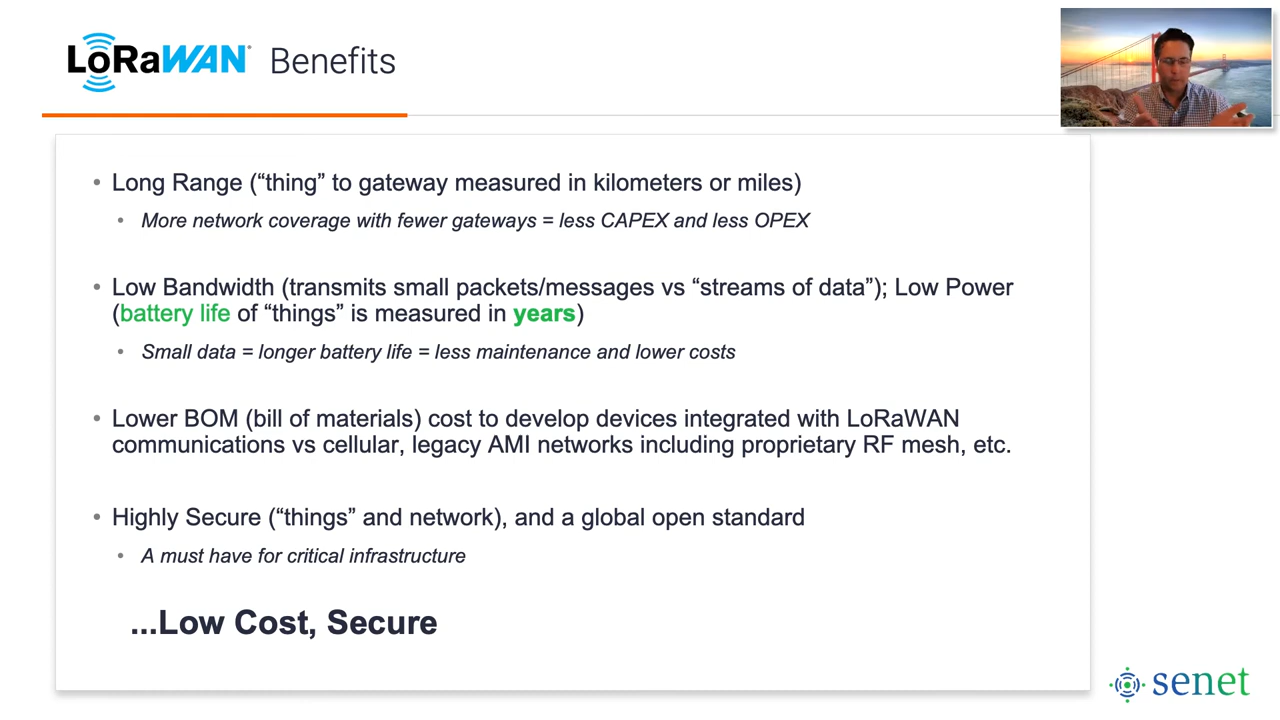 LoRaWAN® Benefits
• Long Range (“thing” to gateway measured in kilometers or miles)
• More network coverage with fewer gateways = less CAPEX and less OPEX
• Low Bandwidth (transmits small packets/messages vs “streams of data”); Low Power
(battery life of “things” is measured in years)
• Small data = longer battery life = less maintenance and lower costs
• Lower BOM (bill of materials) cost to develop devices integrated with LoRaWAN
communications vs cellular, legacy AMI networks including proprietary RF mesh, etc.
• Highly Secure (“things” and network), and a global open standard
• A must have for critical infrastructure
...Low Cost, Secure
senet